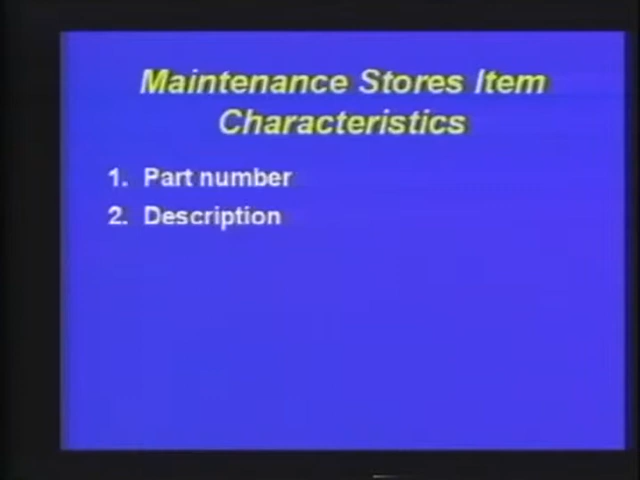 Maintenance Stores Item
Characteristics
1. Part number
2. Description